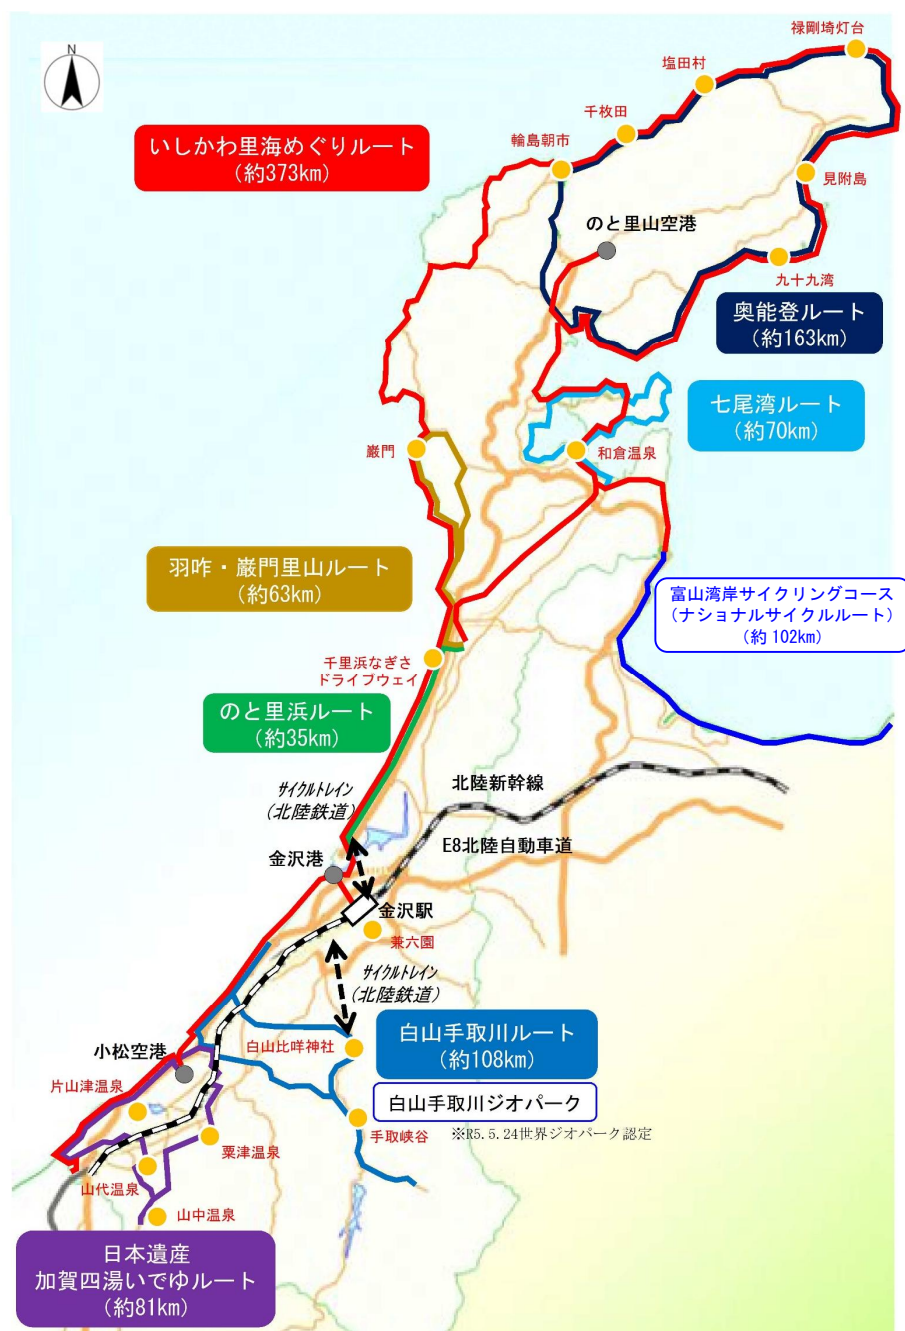 N
禄剛埼灯台
塩田村
千枚田
輪島朝市
いしかわ里海めぐりルート
(約373km)
見附島
のと里山空港
九十九湾
奥能登ルート
(約163km)
七尾湾ルート
(約70km)
巌門
和倉温泉
羽咋・巌門里山ルート
(約63km)
富山湾岸サイクリングコース
(ナショナルサイクルルート)
(約102km)
千里浜なぎさ
ドライブウェイ
のと里浜ルート
(約35km)
サイクルトレイン
(北陸鉄道)
北陸新幹線
E8北陸自動車道
金沢港
金沢駅
兼六園
サイクルトレイン
(北陸鉄道)
白山手取川ルート
(約108km)
白山比咩神社
小松空港
片山津温泉
白山手取川ジオパーク
※R5.5.24世界ジオパーク認定
手取峡谷
粟津温泉
山代温泉
山中温泉
日本遺産
加賀四湯いでゆルート
(約81km)